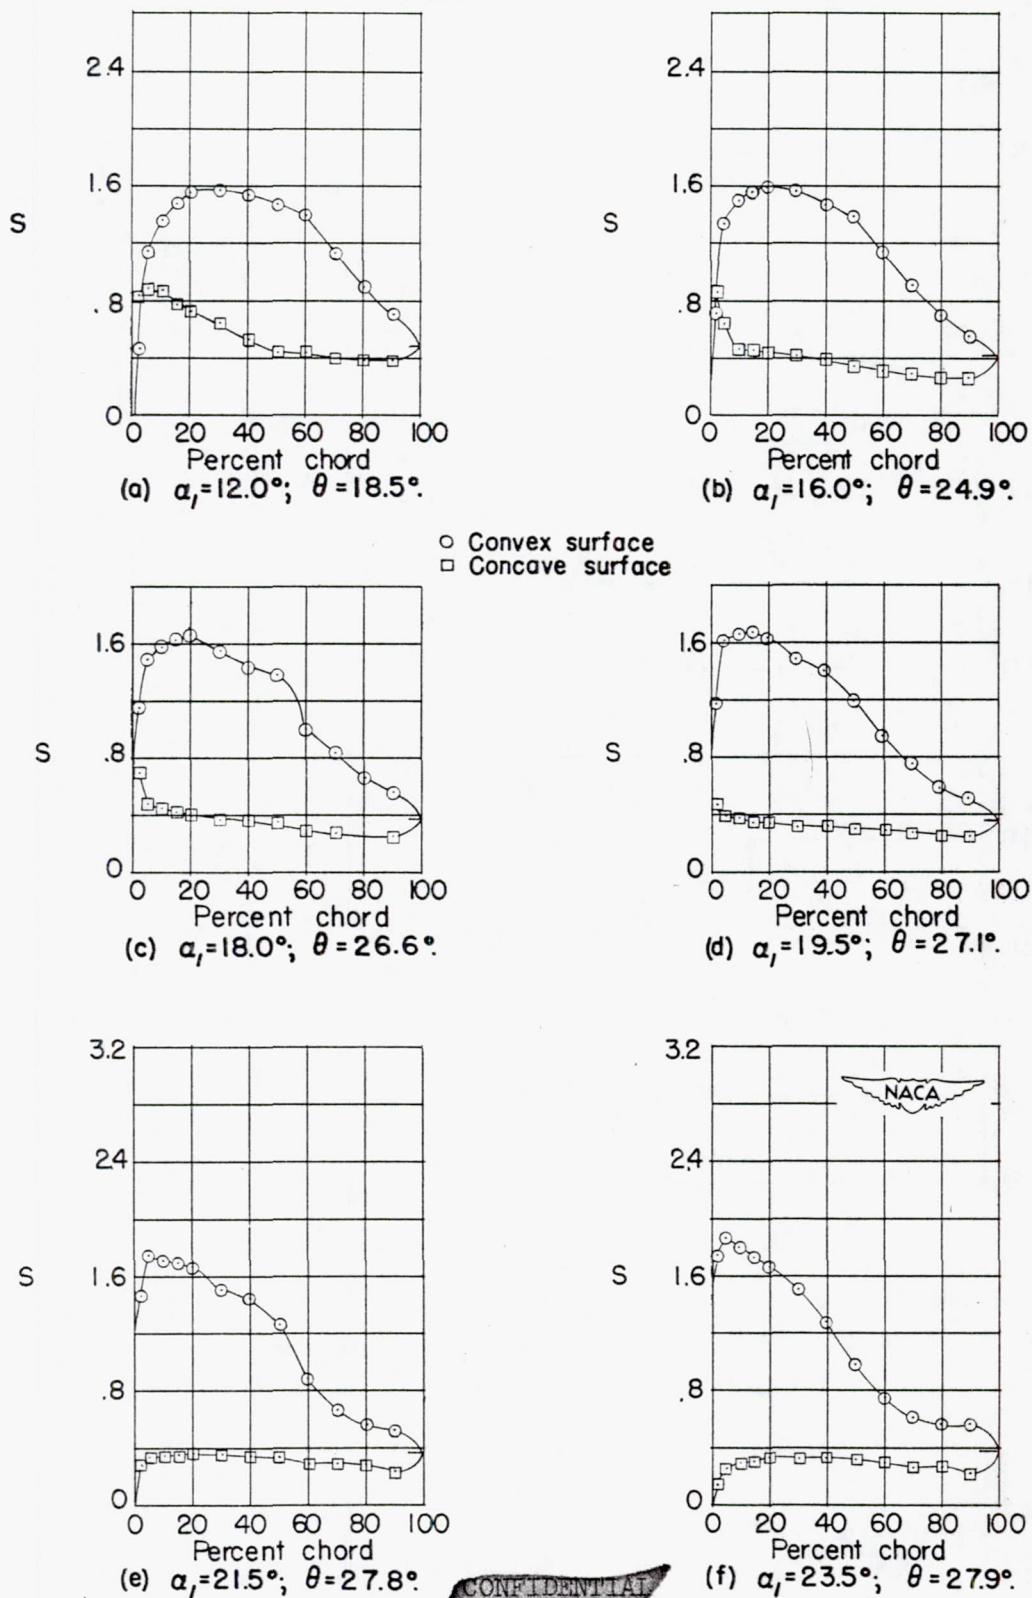 2.4
1.6
S
.8
0
0 20 40 60 80 100
Percent chord
(a) α₁=12.0°; θ=18.5°.
2.4
1.6
S
.8
0
0 20 40 60 80 100
Percent chord
(b) α₁=16.0°; θ=24.9°.
Convex surface
Concave surface
1.6
S
.8
0
0 20 40 60 80 100
Percent chord
(c) α₁=18.0°; θ=26.6°.
1.6
S
.8
0
0 20 40 60 80 100
Percent chord
(d) α₁=19.5°; θ=27.1°.
3.2
2.4
S
1.6
.8
0
0 20 40 60 80 100
Percent chord
(e) α₁=21.5°; θ=27.8°.
3.2
NACA
2.4
S
1.6
.8
0
0 20 40 60 80 100
Percent chord
(f) α₁=23.5°; θ=27.9°.
CONFIDENTIAL